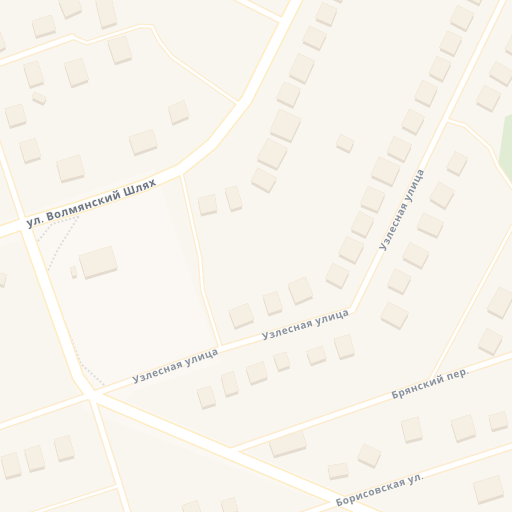 ул. Волмянский Шлях
Узлесная улица
Узлесная улица
Узлесная улица
Брянский пер.
Борисовская ул.